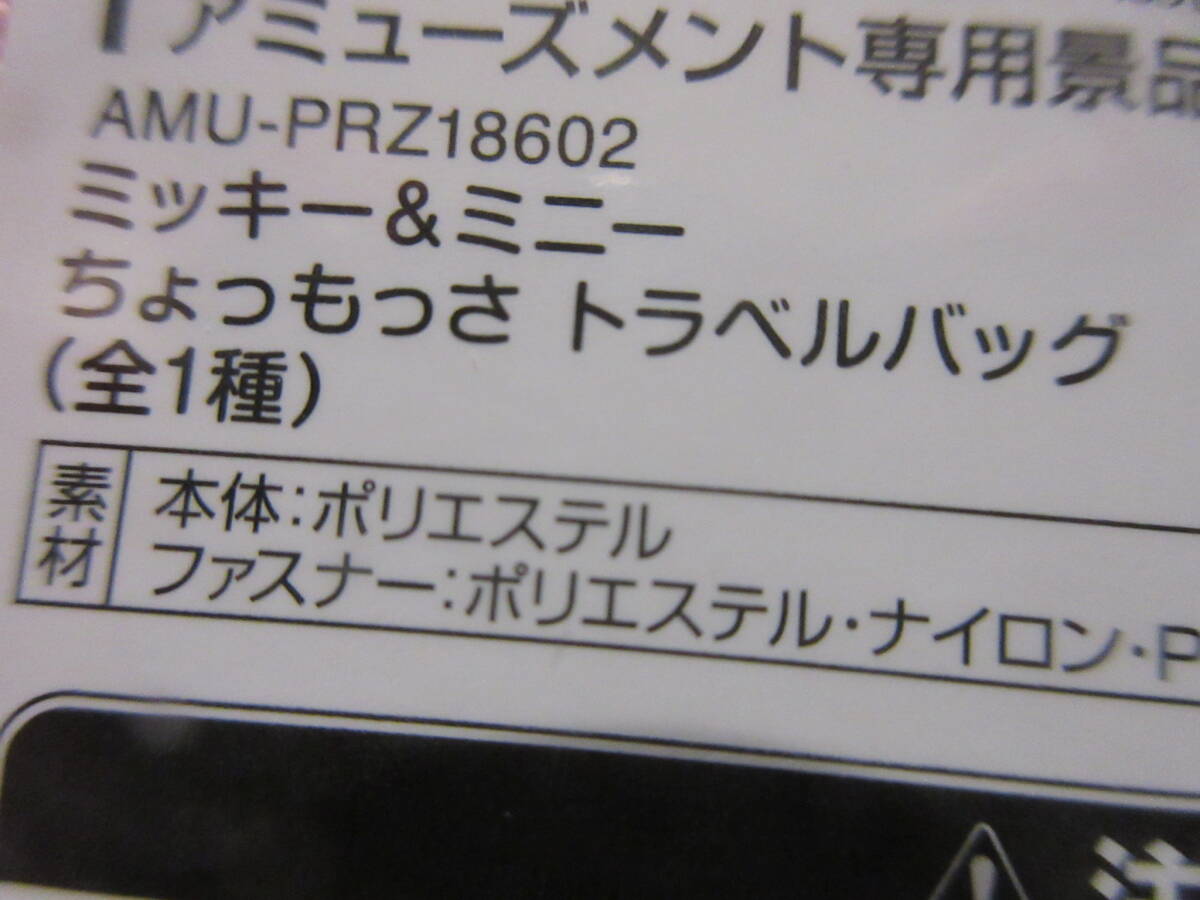 アミューズメント専用景品
AMU-PRZ18602
ミッキー&ミニー
ちょっもっさ トラベルバッグ
(全1種)
素材
本体:ポリエステル
ファスナー:ポリエステル・ナイロン・P
注